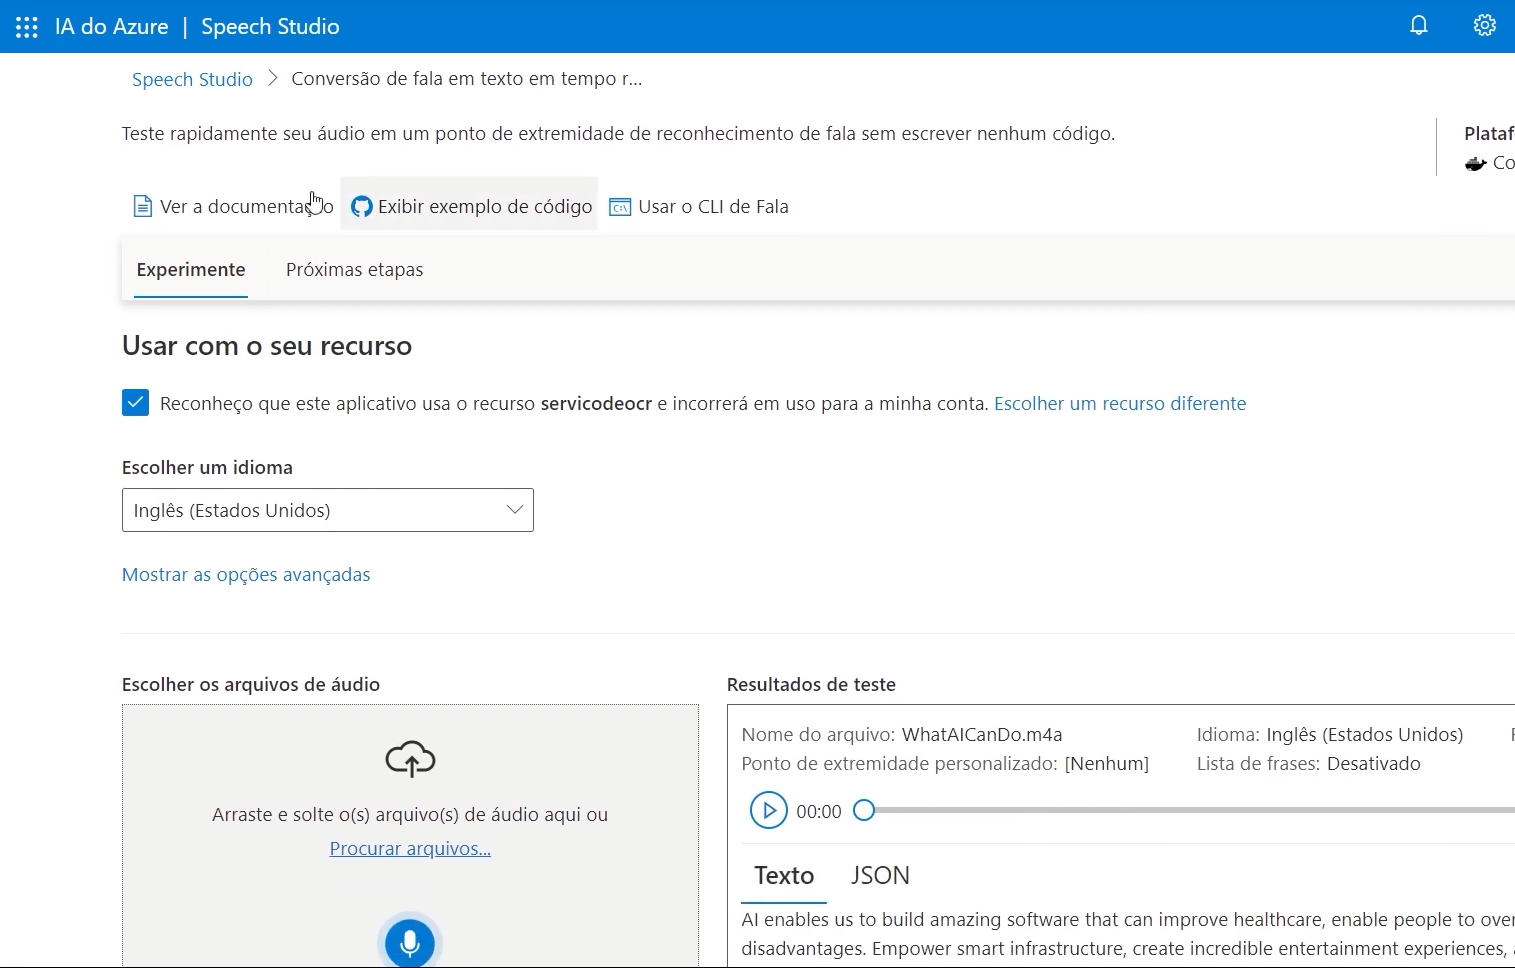 IA do Azure | Speech Studio
Speech Studio > Conversão de fala em texto em tempo r...
Teste rapidamente seu áudio em um ponto de extremidade de reconhecimento de fala sem escrever nenhum código.
Plataf
Co
Ver a documentação Exibir exemplo de código Usar o CLI de Fala
Experimente Próximas etapas
Usar com o seu recurso
Reconheço que este aplicativo usa o recurso servicodeocr e incorrerá em uso para a minha conta. Escolher um recurso diferente
Escolher um idioma
Inglês (Estados Unidos)
Mostrar as opções avançadas
Escolher os arquivos de áudio
Arraste e solte o(s) arquivo(s) de áudio aqui ou
Procurar arquivos...
Resultados de teste
Nome do arquivo: WhatAICanDo.m4a Idioma: Inglês (Estados Unidos)
Ponto de extremidade personalizado: [Nenhum] Lista de frases: Desativado
00:00
Texto JSON
AI enables us to build amazing software that can improve healthcare, enable people to over
disadvantages. Empower smart infrastructure, create incredible entertainment experiences,